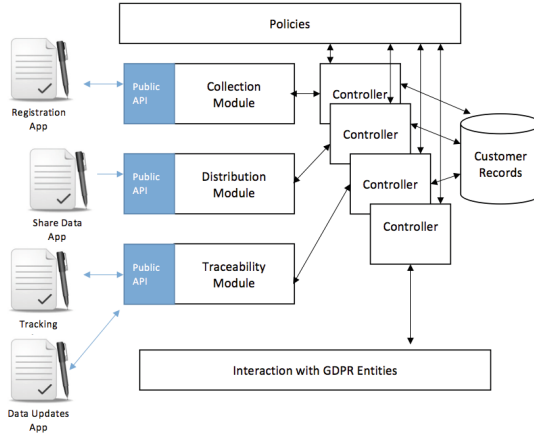 Policies
Public
API
Collection
Module
Controller
Registration
App
Public
API
Distribution
Module
Controller
Customer
Records
Share Data
App
Controller
Public
API
Traceability
Module
Controller
Tracking
Interaction with GDPR Entities
Data Updates
App